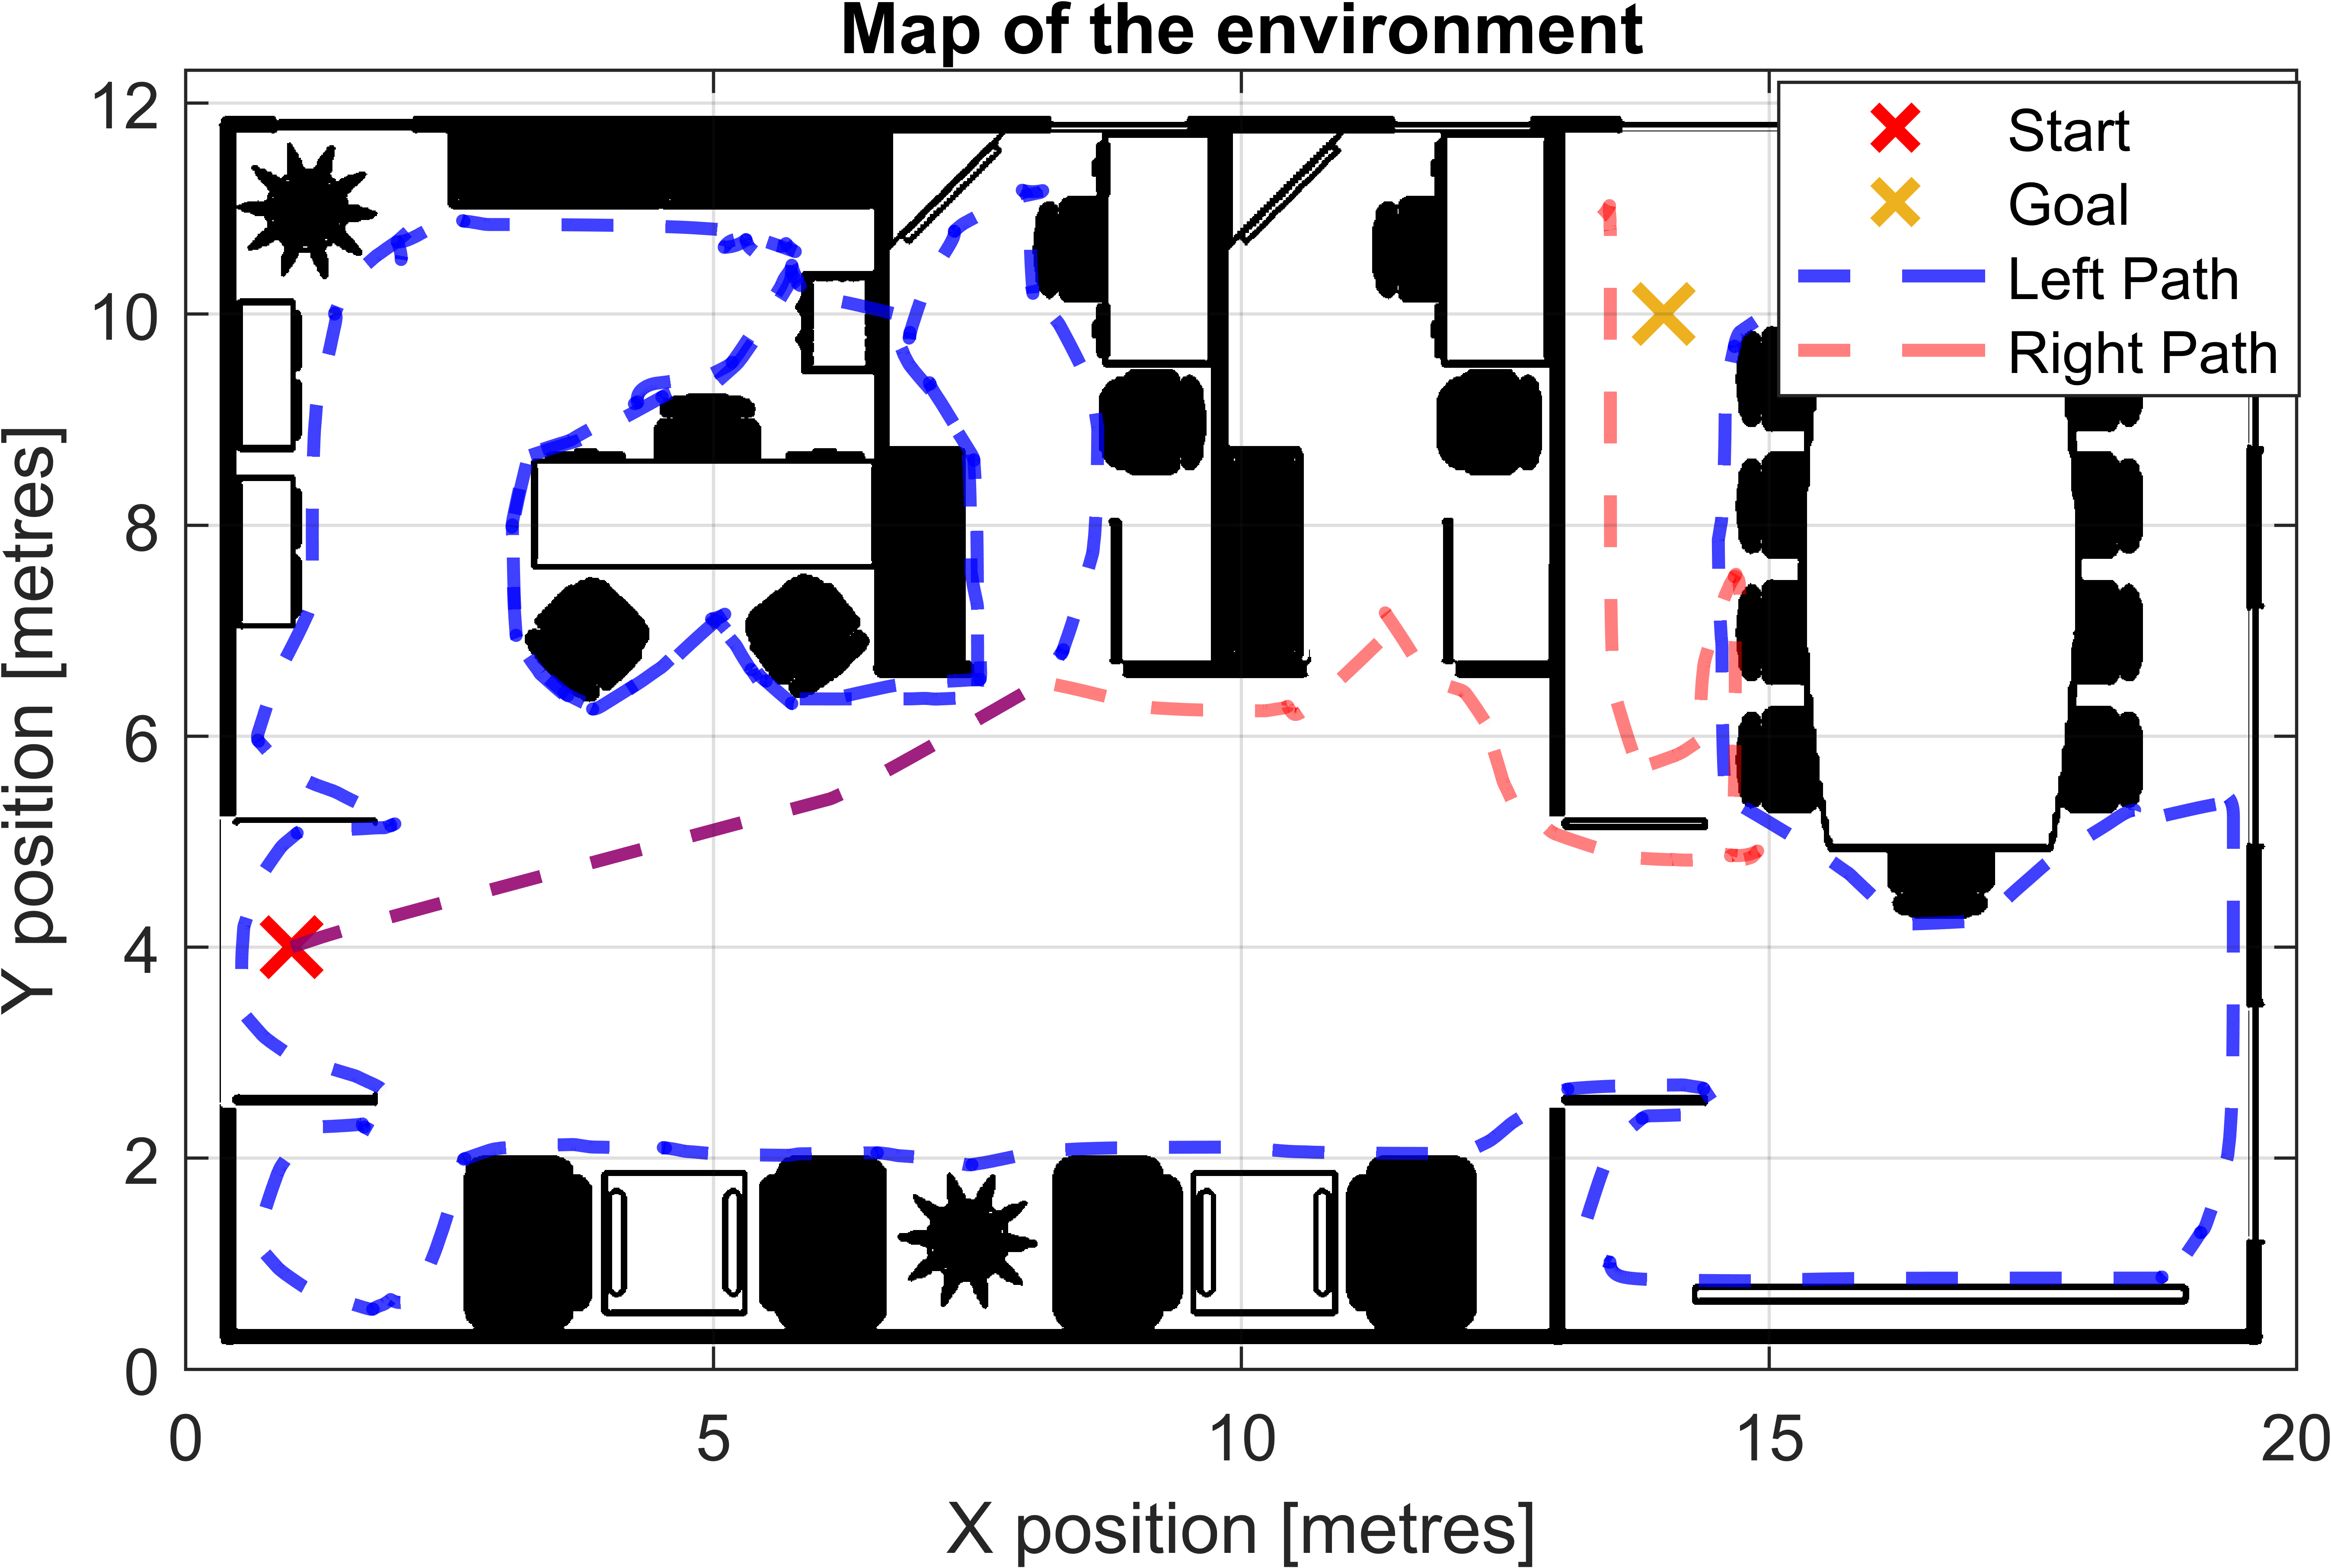 Map of the environment
Start
Goal
Left Path
Right Path
Y position [metres]
12
10
8
6
4
2
0
0 5 10 15 20
X position [metres]